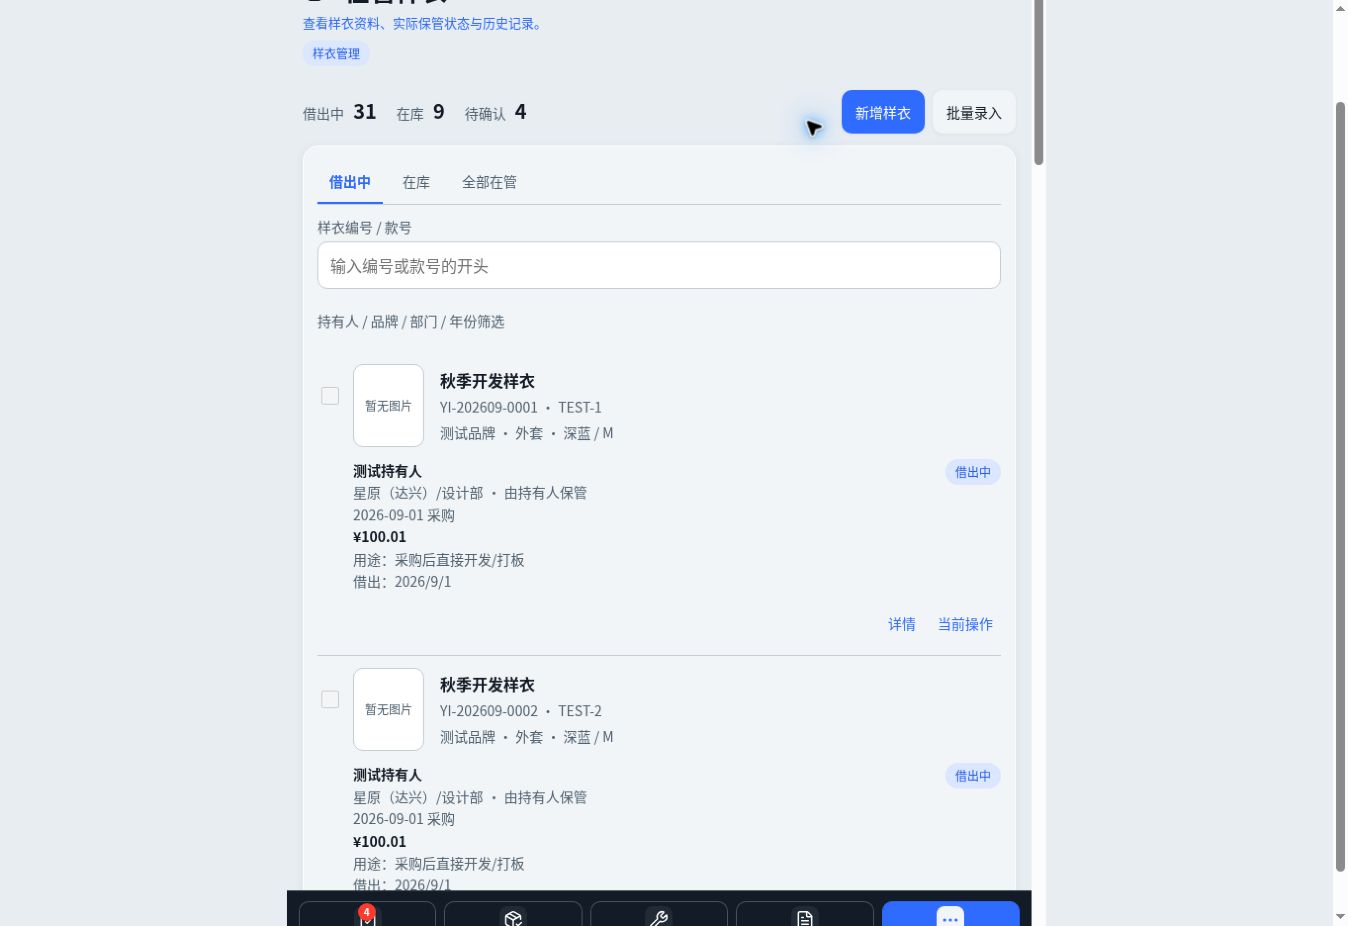 查看样衣资料、实际保管状态与历史记录。
样衣管理
借出中 31 在库 9 待确认 4
新增样衣 批量录入
借出中 在库 全部在管
样衣编号 / 款号
输入编号或款号的开头
持有人 / 品牌 / 部门 / 年份筛选
暂无图片
秋季开发样衣
YI-202609-0001 · TEST-1
测试品牌 · 外套 · 深蓝 / M
测试持有人
借出中
星原（达兴）/设计部 · 由持有人保管
2026-09-01 采购
¥100.01
用途：采购后直接开发/打板
借出：2026/9/1
详情 当前操作
暂无图片
秋季开发样衣
YI-202609-0002 · TEST-2
测试品牌 · 外套 · 深蓝 / M
测试持有人
借出中
星原（达兴）/设计部 · 由持有人保管
2026-09-01 采购
¥100.01
用途：采购后直接开发/打板
借出：2026/9/1
4